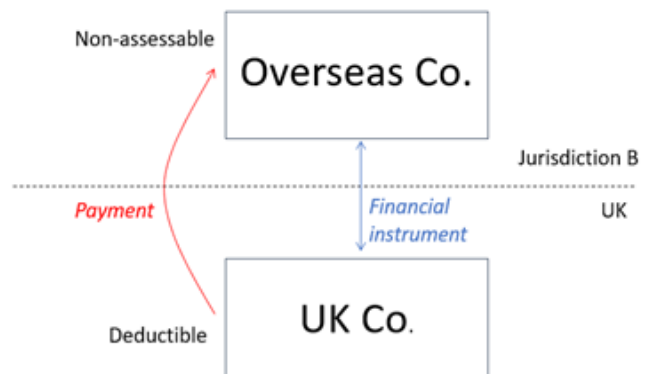 Non-assessable
Overseas Co.
Jurisdiction B
Payment
Financial
instrument
UK
UK Co.
Deductible